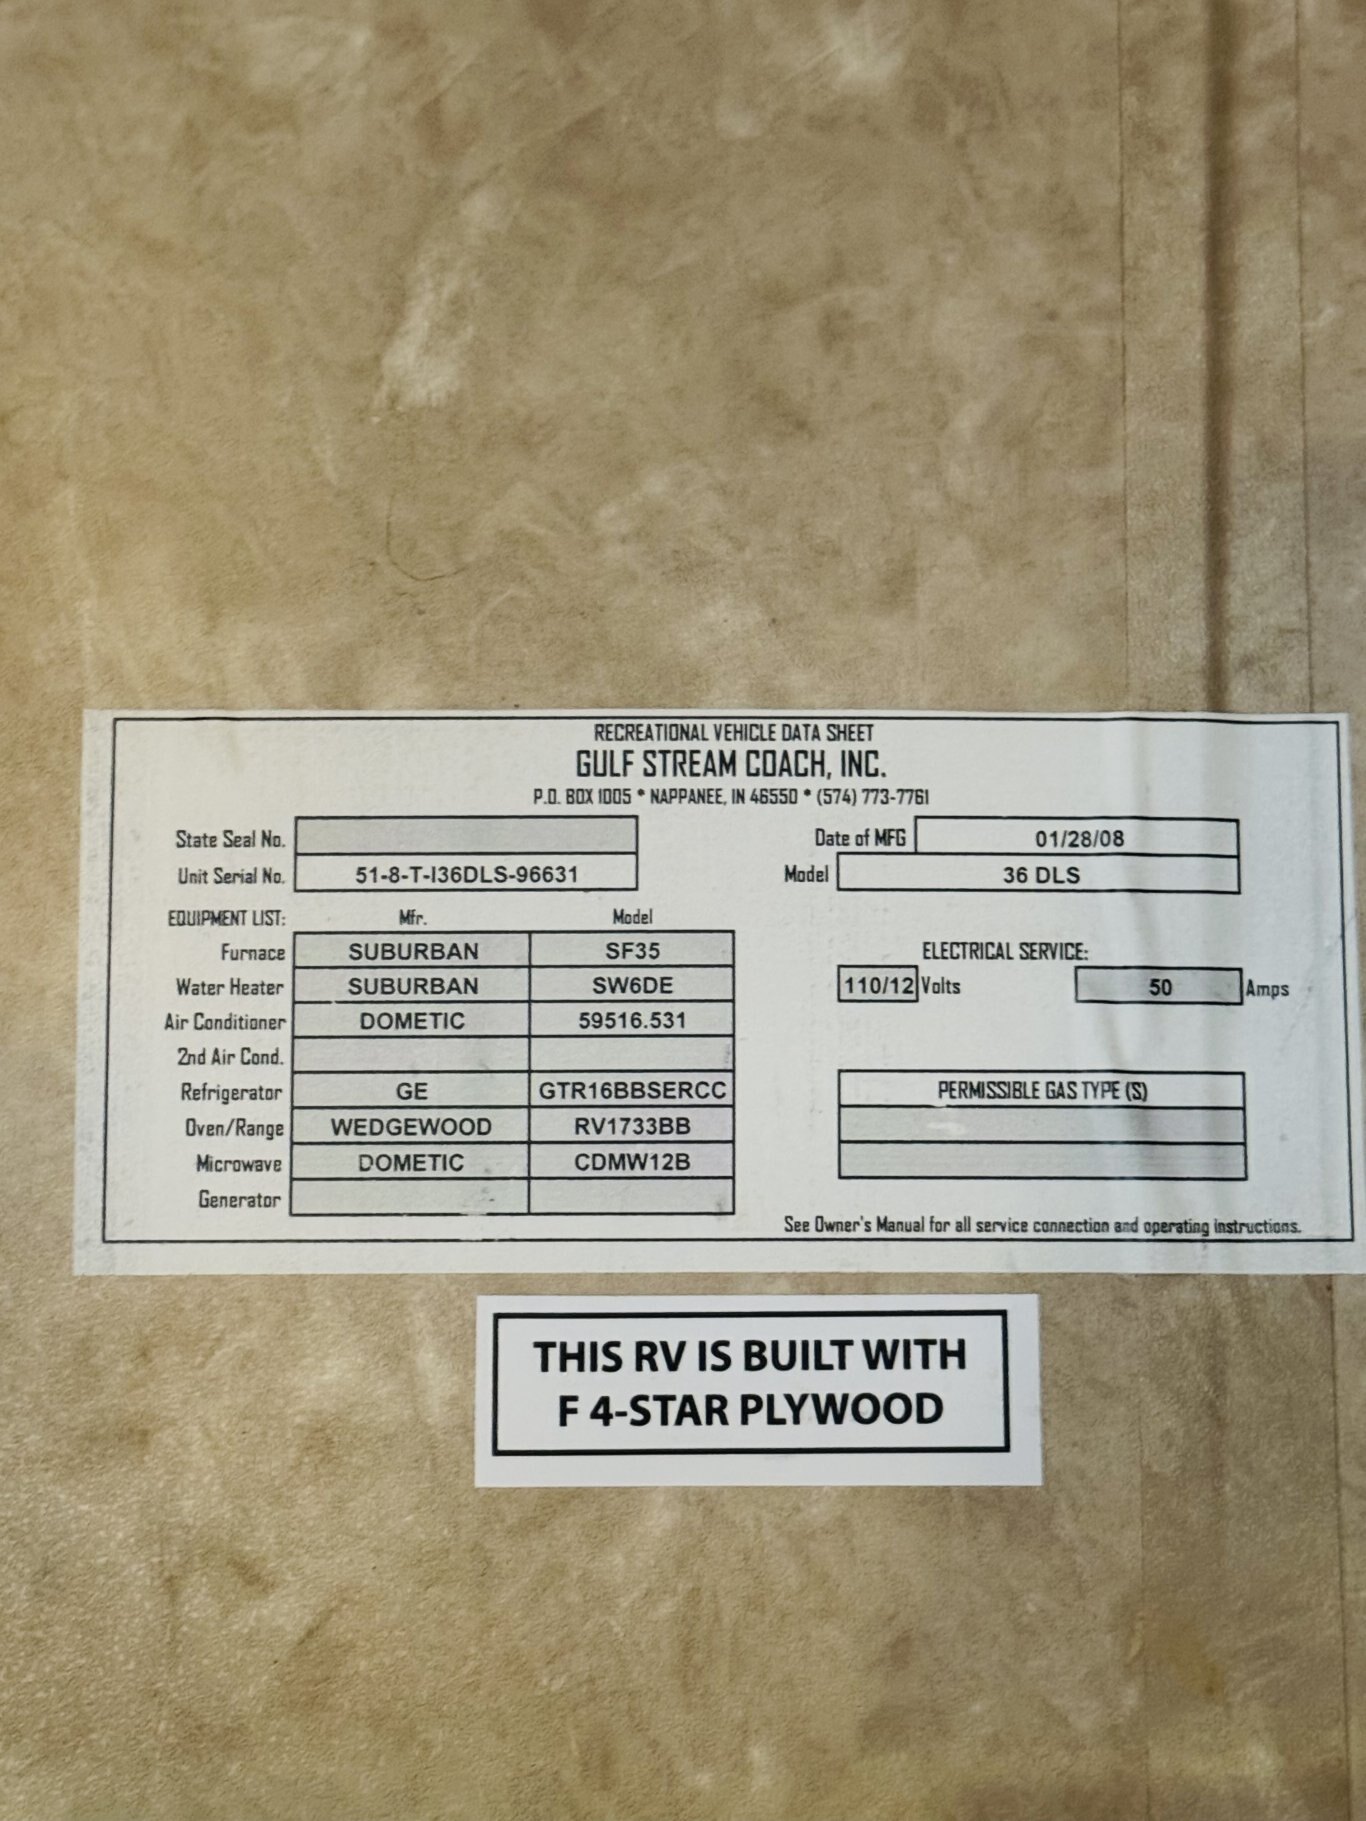 RECREATIONAL VEHICLE DATA SHEET
GULF STREAM COACH, INC.
P.O. BOX 1005 * NAPPANEE, IN 46550 * (574) 773-7761
State Seal No.
Date of MFG 01/28/08
Unit Serial No. 51-8-T-I36DLS-96631
Model 36 DLS
EQUIPMENT LIST: Mfr. Model
Furnace SUBURBAN SF35
ELECTRICAL SERVICE:
Water Heater SUBURBAN SW6DE
110/12 Volts 50 Amps
Air Conditioner DOMETIC 59516.531
2nd Air Cond.
Refrigerator GE GTR16BBSERCC
PERMISSIBLE GAS TYPE (S)
Oven/Range WEDGEWOOD RV1733BB
Microwave DOMETIC CDMW12B
Generator
See Owner's Manual for all service connection and operating instructions.
THIS RV IS BUILT WITH
F 4-STAR PLYWOOD